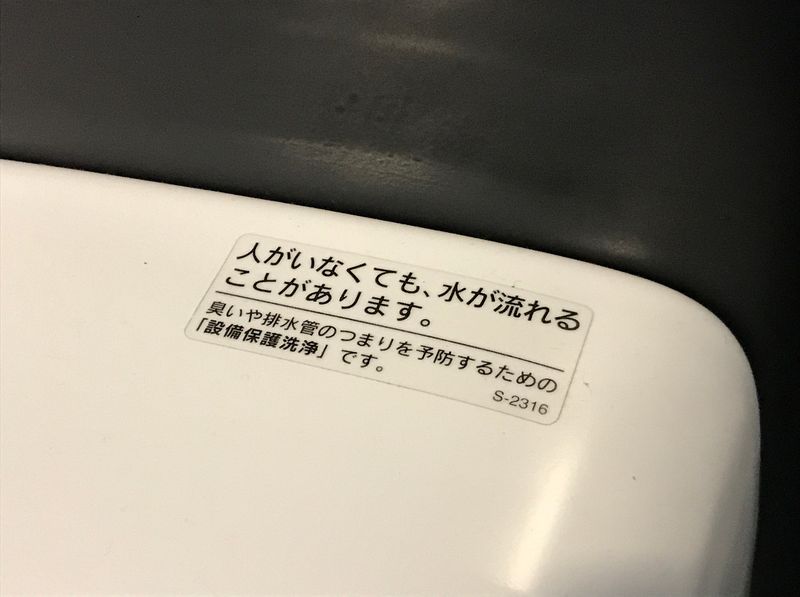 人がいなくても、水が流れる
ことがあります。
臭いや排水管のつまりを予防するための
「設備保護洗浄」です。
S-2316